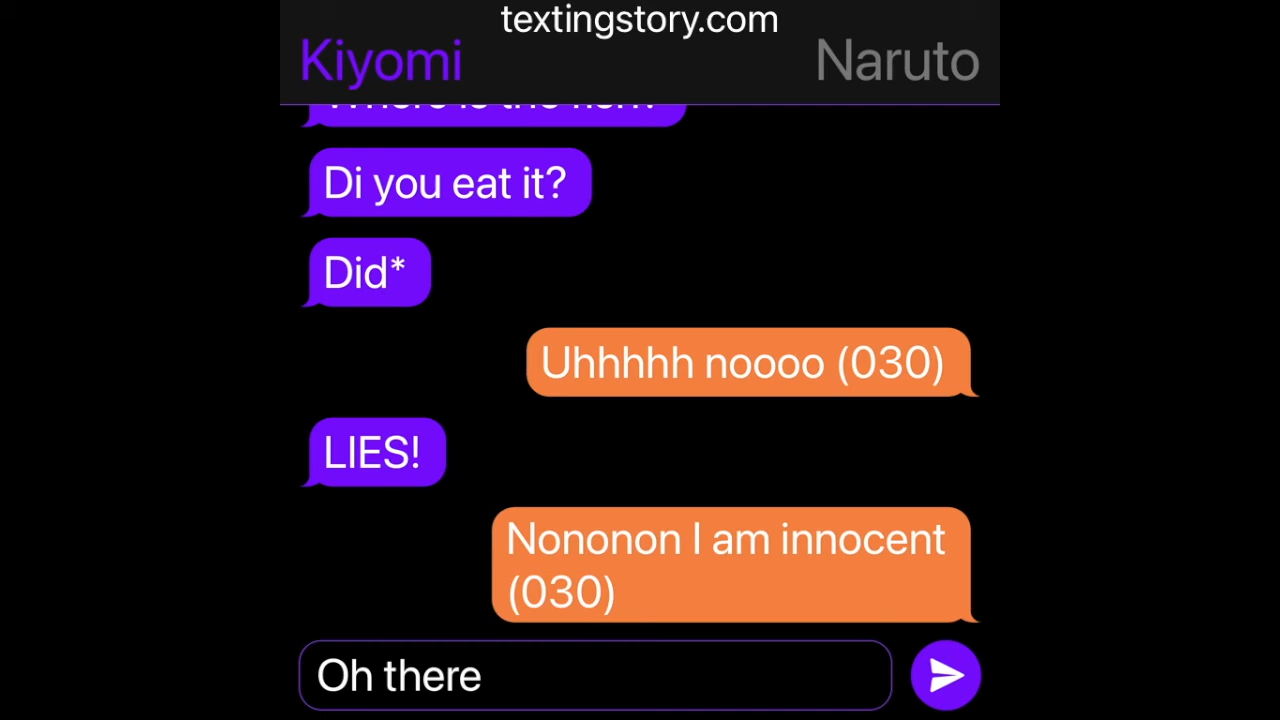 textingstory.com
Kiyomi
Naruto
Di you eat it?
Did*
Uhhhhh noooo (030)
LIES!
Nononon I am innocent
(030)
Oh there